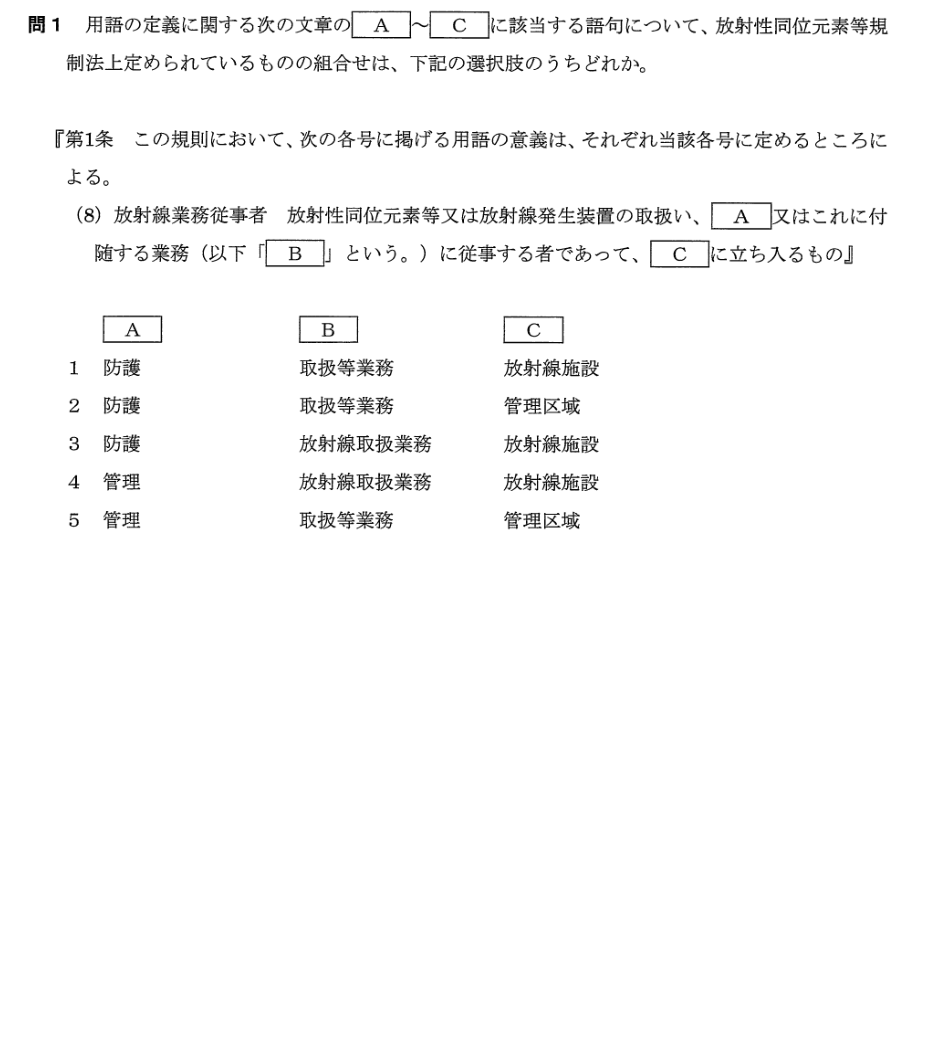 問1 用語の定義に関する次の文章の A ~ C に該当する語句について、放射性同位元素等規
制法上定められているものの組合せは、下記の選択肢のうちどれか。
『第1条 この規則において、次の各号に掲げる用語の意義は、それぞれ当該各号に定めるところに
よる。
(8) 放射線業務従事者 放射性同位元素等又は放射線発生装置の取扱い、 A 又はこれに付
随する業務(以下「 B 」という。)に従事する者であって、 C に立ち入るもの』
A B C
1 防護 取扱等業務 放射線施設
2 防護 取扱等業務 管理区域
3 防護 放射線取扱業務 放射線施設
4 管理 放射線取扱業務 放射線施設
5 管理 取扱等業務 管理区域